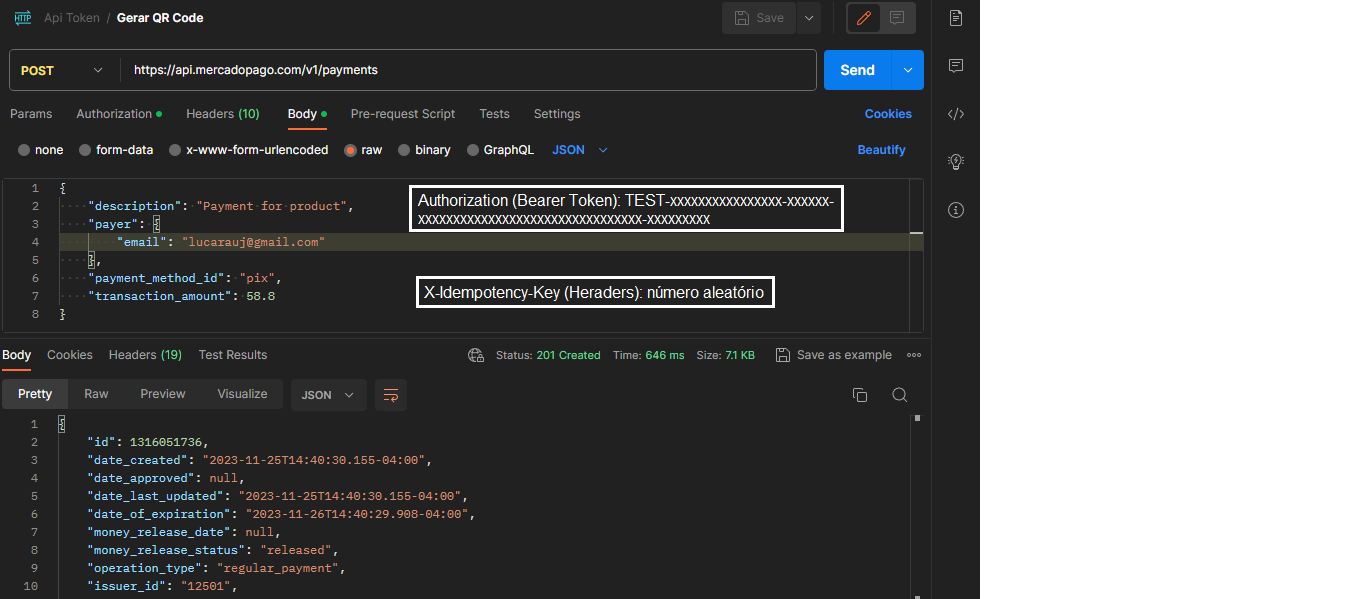 HTTP Api Token / Gerar QR Code Save
POST https://api.mercadopago.com/v1/payments Send
Params Authorization Headers (10) Body Pre-request Script Tests Settings Cookies
none form-data x-www-form-urlencoded raw binary GraphQL JSON Beautify
1 {
2 "description": "Payment for product",
3 "payer": {
4 "email": "lucarauj@gmail.com"
5 },
6 "payment_method_id": "pix",
7 "transaction_amount": 58.8
8 }
Authorization (Bearer Token): TEST-xxxxxxxxxxxxxxxx-xxxxxx-
xxxxxxxxxxxxxxxxxxxxxxxxxxxxxxxx-xxxxxxxxx
X-Idempotency-Key (Heraders): número aleatório
Body Cookies Headers (19) Test Results Status: 201 Created Time: 646 ms Size: 7.1 KB Save as example
Pretty Raw Preview Visualize JSON
1 {
2 "id": 1316051736,
3 "date_created": "2023-11-25T14:40:30.155-04:00",
4 "date_approved": null,
5 "date_last_updated": "2023-11-25T14:40:30.155-04:00",
6 "date_of_expiration": "2023-11-26T14:40:29.908-04:00",
7 "money_release_date": null,
8 "money_release_status": "released",
9 "operation_type": "regular_payment",
10 "issuer_id": "12501",